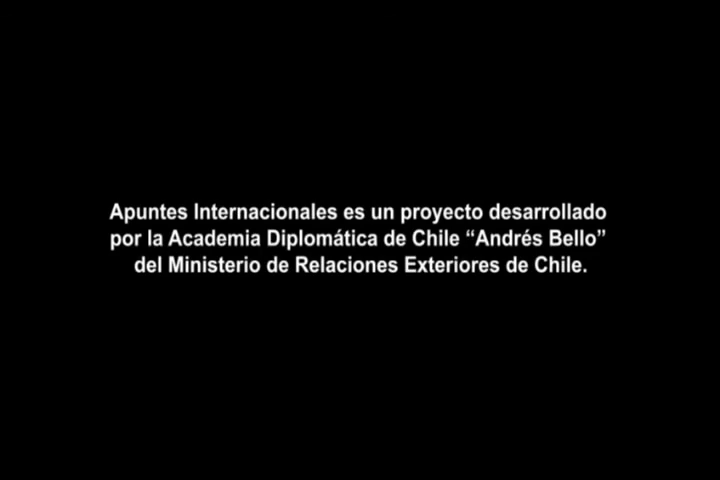 Apuntes Internacionales es un proyecto desarrollado
por la Academia Diplomática de Chile “Andrés Bello”
del Ministerio de Relaciones Exteriores de Chile.